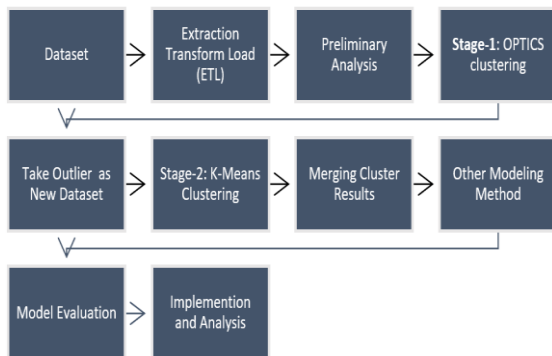 Dataset
Extraction
Transform Load
(ETL)
Preliminary
Analysis
Stage-1: OPTICS
clustering
Take Outlier as
New Dataset
Stage-2: K-Means
Clustering
Merging Cluster
Results
Other Modeling
Method
Model Evaluation
Implemention
and Analysis